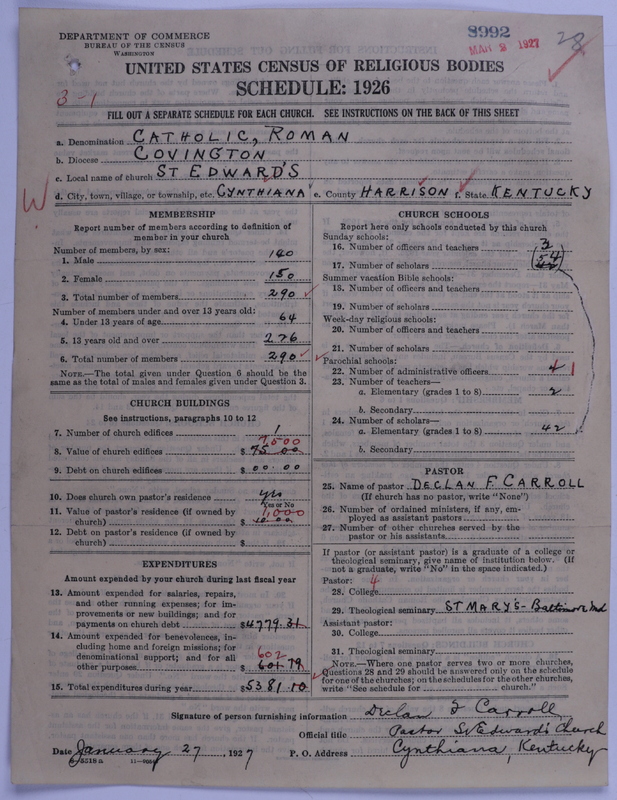 DEPARTMENT OF COMMERCE
BUREAU OF THE CENSUS
WASHINGTON
8992
MAR 2 1927
28
UNITED STATES CENSUS OF RELIGIOUS BODIES
SCHEDULE: 1926
3-1
FILL OUT A SEPARATE SCHEDULE FOR EACH CHURCH. SEE INSTRUCTIONS ON THE BACK OF THIS SHEET
a. Denomination CATHOLIC, ROMAN
b. Diocese COVINGTON
c. Local name of church ST EDWARD'S
d. City, town, village, or township, etc. CYNTHIANA e. County HARRISON f. State KENTUCKY
W
MEMBERSHIP
Report number of members according to definition of
member in your church
Number of members, by sex:
1. Male 140
2. Female 150
3. Total number of members 290
Number of members under and over 13 years old:
4. Under 13 years of age 64
5. 13 years old and over 226
6. Total number of members 290
NOTE.—The total given under Question 6 should be
same as the total of males and females given under Question 3.
CHURCH BUILDINGS
See instructions, paragraphs 10 to 12
7. Number of church edifices 1
7500
8. Value of church edifices $ 75 00
9. Debt on church edifices $ 00.00
10. Does church own pastor's residence yes
Yes or No
11. Value of pastor's residence (if owned by
church) $ 10 00
1,000
12. Debt on pastor's residence (if owned by
church) $
EXPENDITURES
Amount expended by your church during last fiscal year
13. Amount expended for salaries, repairs,
and other running expenses; for im-
provements or new buildings; and for
payments on church debt $4779.31
14. Amount expended for benevolences, in-
cluding home and foreign missions; for
denominational support; and for all
other purposes $ 601 79
602
15. Total expenditures during year $5381 10
CHURCH SCHOOLS
Report here only schools conducted by this church
Sunday schools:
16. Number of officers and teachers 3
17. Number of scholars 54
Summer vacation Bible schools:
18. Number of officers and teachers
19. Number of scholars
Week-day religious schools:
20. Number of officers and teachers
21. Number of scholars
Parochial schools:
22. Number of administrative officers 1
23. Number of teachers—
a. Elementary (grades 1 to 8) 2
b. Secondary
24. Number of scholars—
a. Elementary (grades 1 to 8) 42
b. Secondary
PASTOR
25. Name of pastor DECLAN F. CARROLL
(If church has no pastor, write "None")
26. Number of ordained ministers, if any, em-
ployed as assistant pastors
27. Number of other churches served by the
pastor or his assistants
If pastor (or assistant pastor) is a graduate of a college or
theological seminary, give name of institution below. (If
not a graduate, write "No" in the space indicated.)
Pastor: 4
28. College
29. Theological seminary ST MARY'S - Baltimore Md
Assistant pastor:
30. College
31. Theological seminary
NOTE.—Where one pastor serves two or more churches,
Questions 28 and 29 should be answered only on the schedule
for one of the churches; on the schedules for the other churches,
write "See schedule for church."
Signature of person furnishing information Declan F Carroll
Official title Pastor St Edward's Church
Date January 27, 1927 P. O. Address Cynthiana, Kentucky